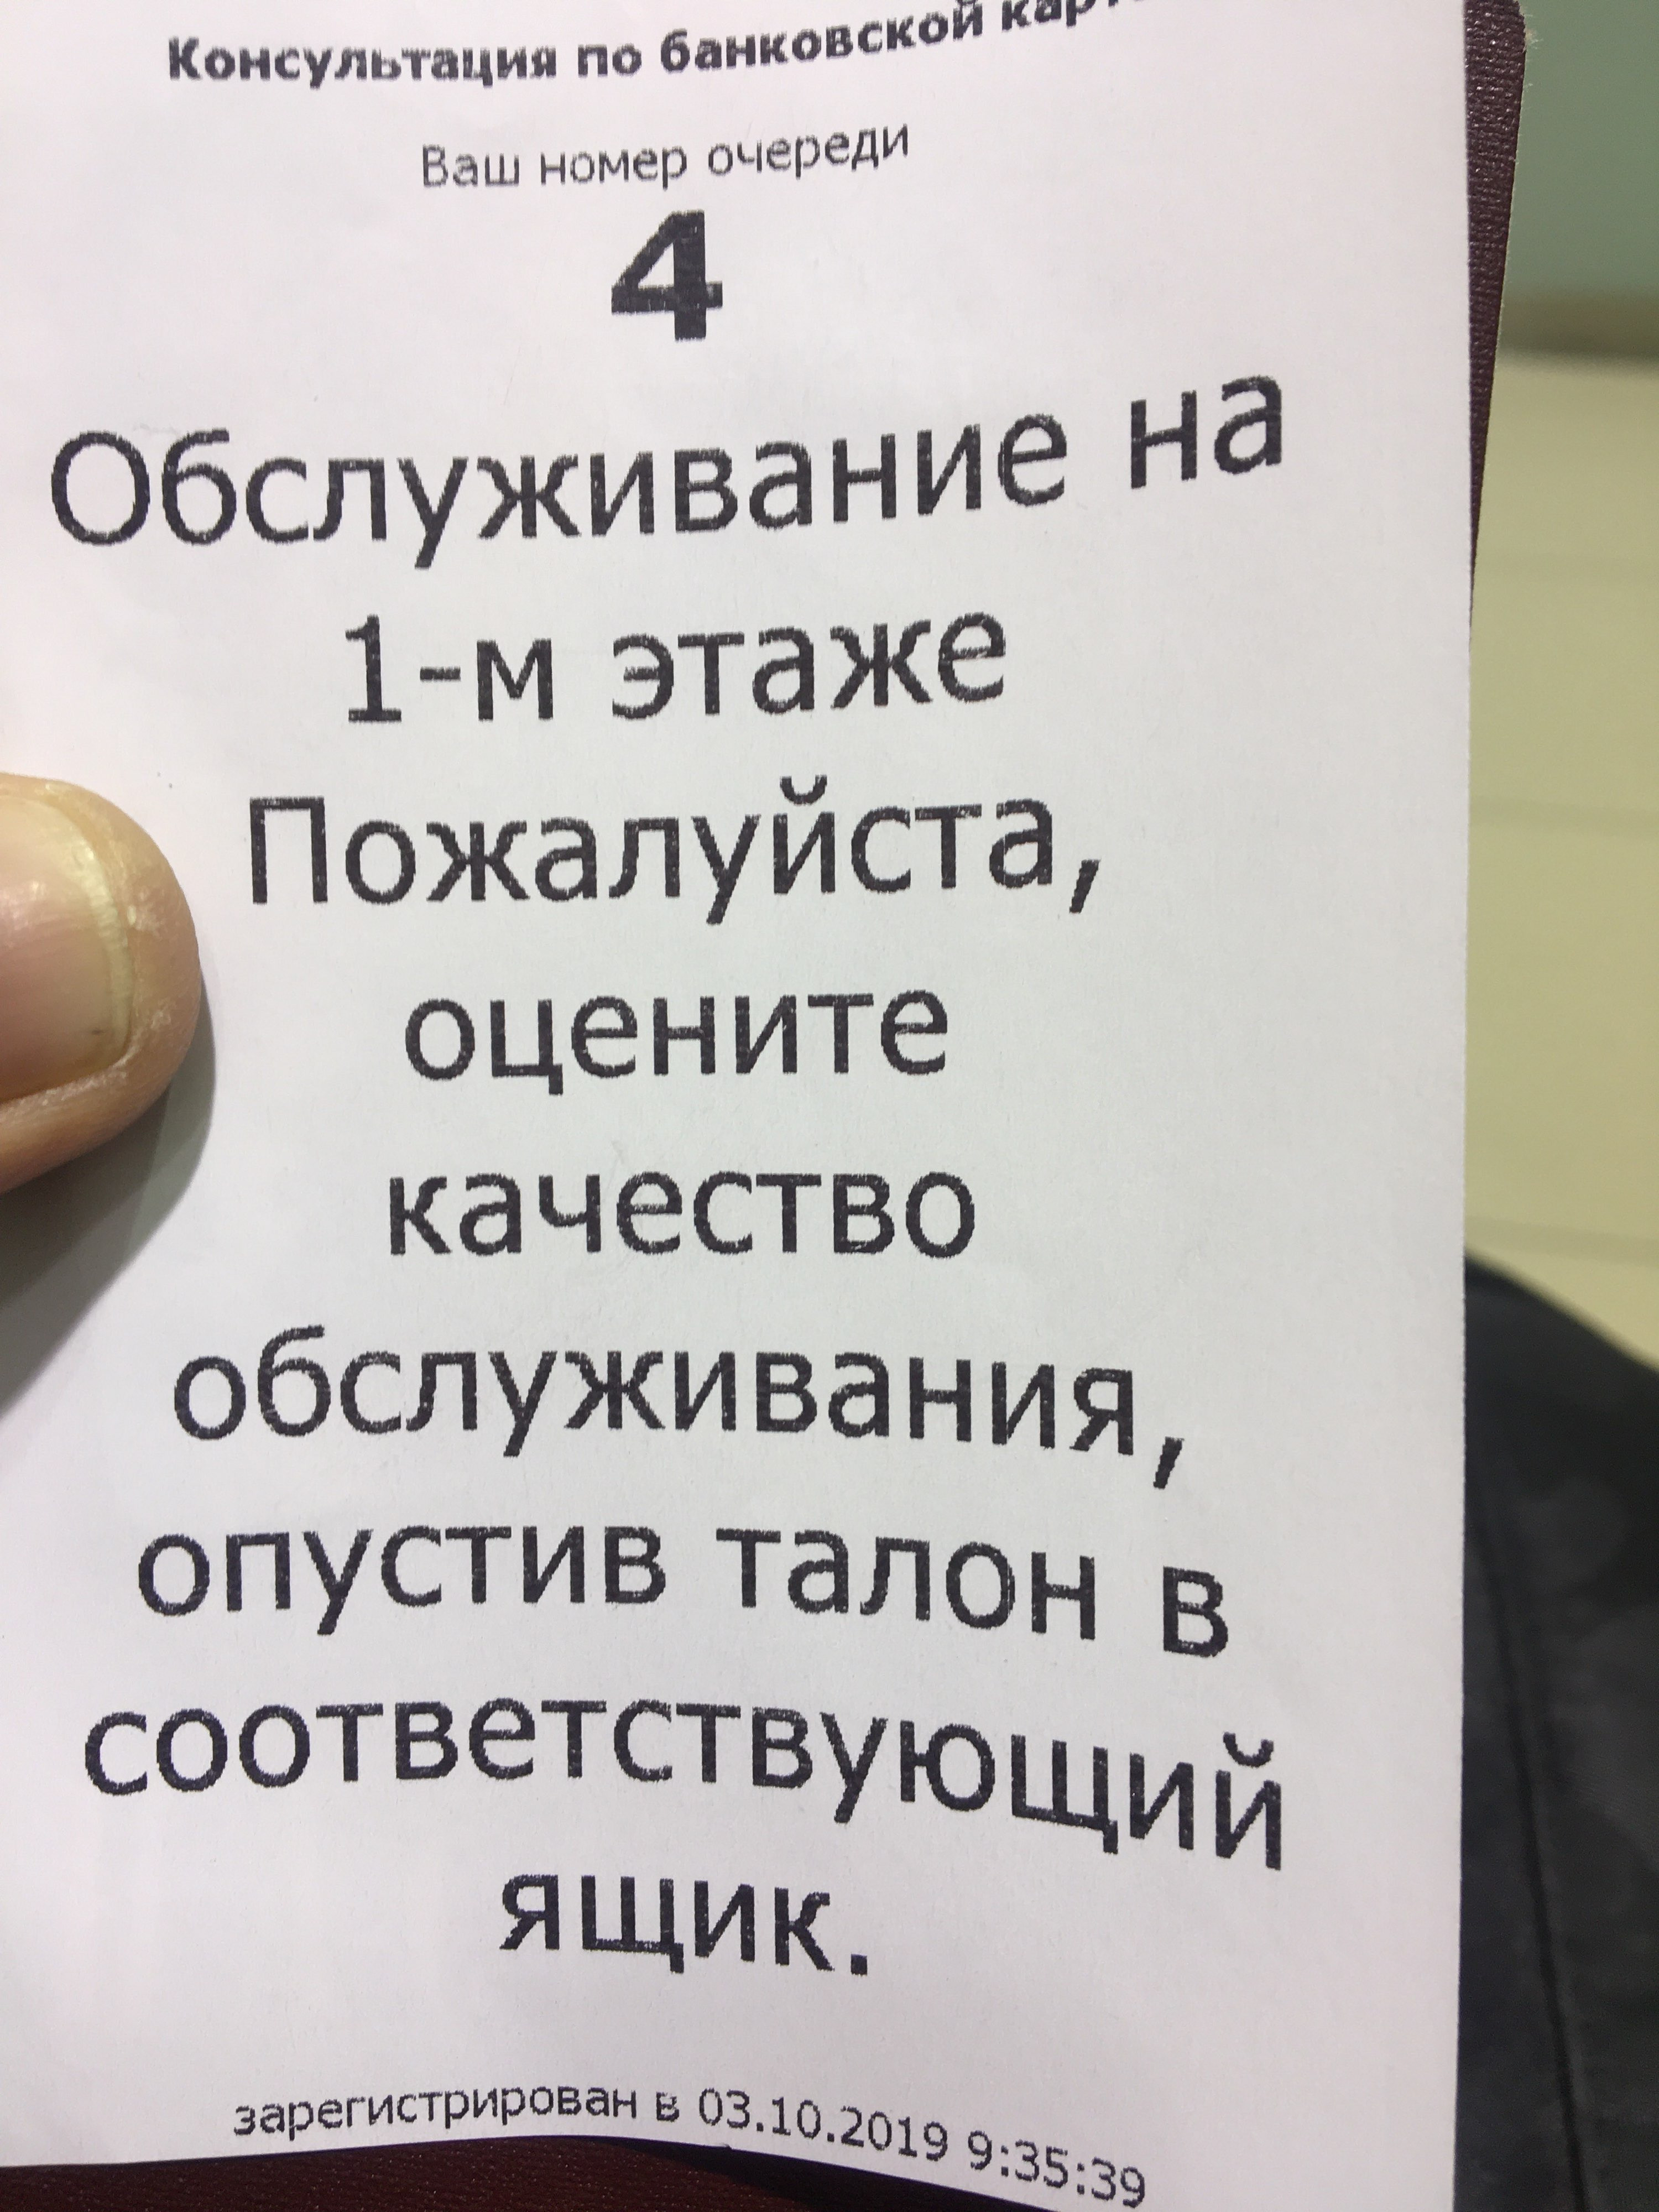 Консультация по банковской
Ваш номер очереди
4
Обслуживание на
1-м этаже
Пожалуйста,
оцените
качество
обслуживания,
опустив талон в
соответствующий
ящик.
зарегистрирован в 03.10.2019 9:35:39